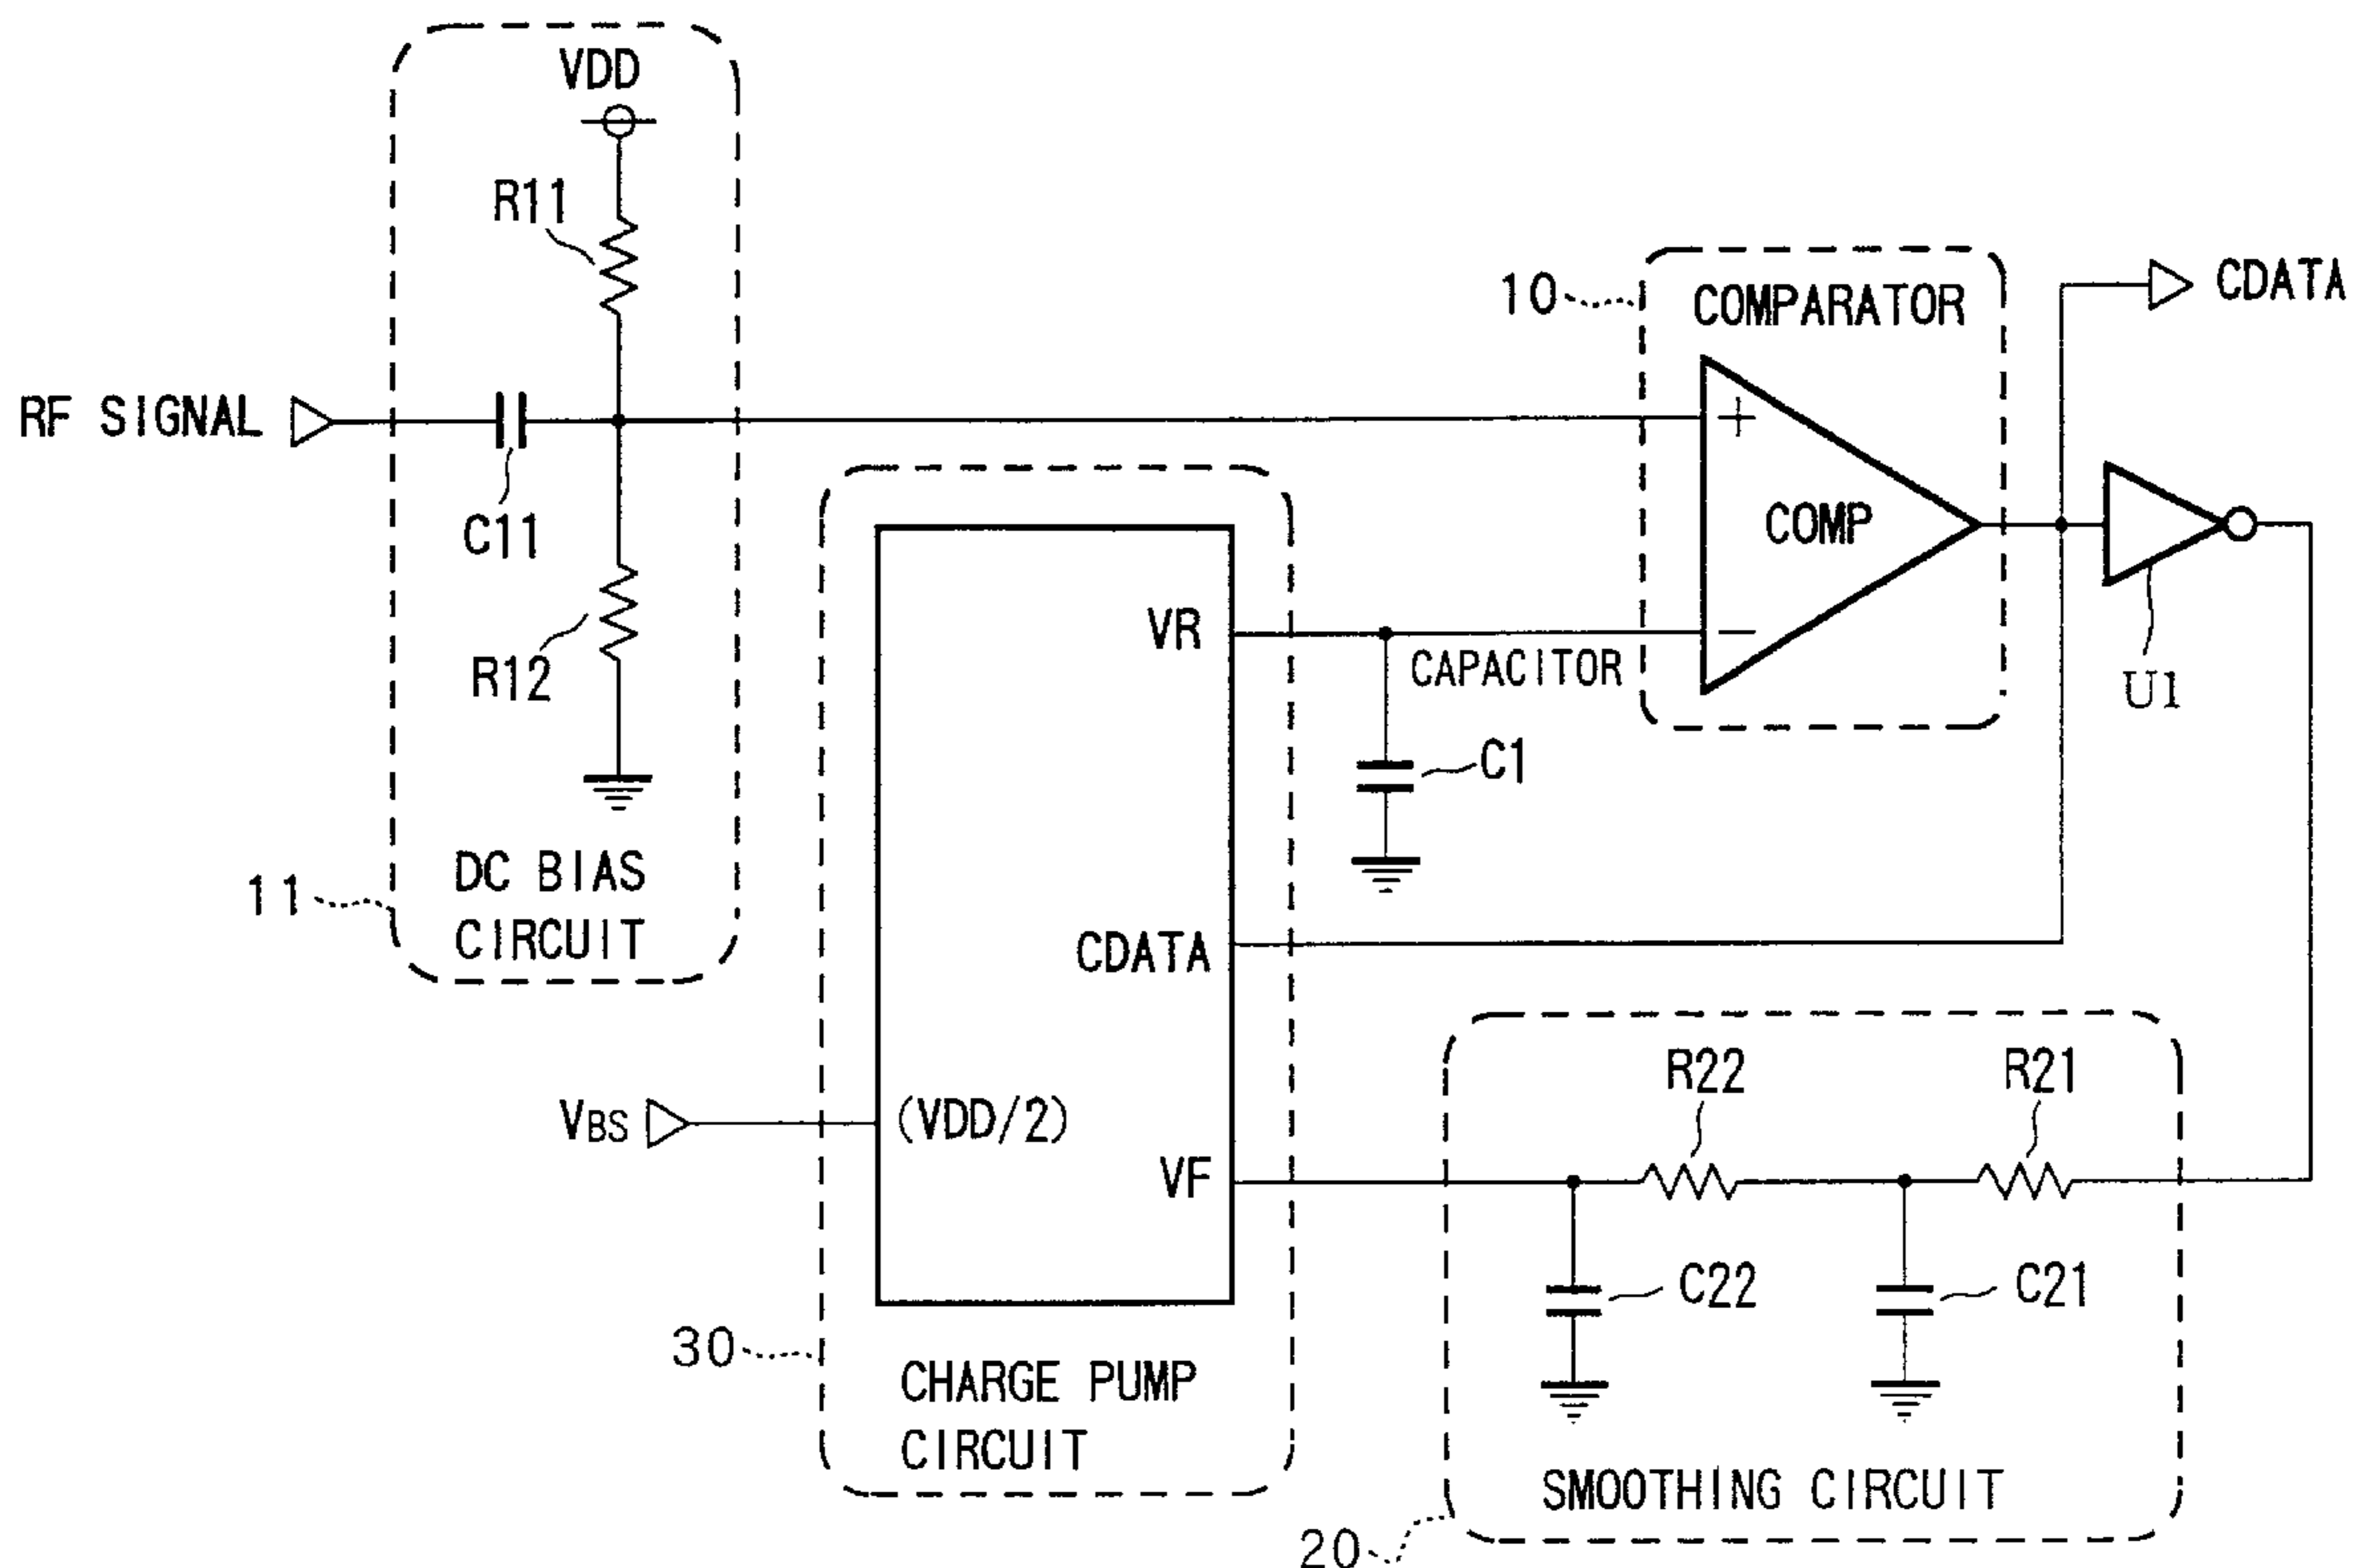 VDD
R11
10
COMPARATOR
CDATA
RF SIGNAL
+
C11
COMP
VR
−
CAPACITOR
R12
U1
C1
DC BIAS
CIRCUIT
11
CDATA
R22
R21
VBS
(VDD/2)
VF
C22
C21
30
CHARGE PUMP
CIRCUIT
SMOOTHING CIRCUIT
20